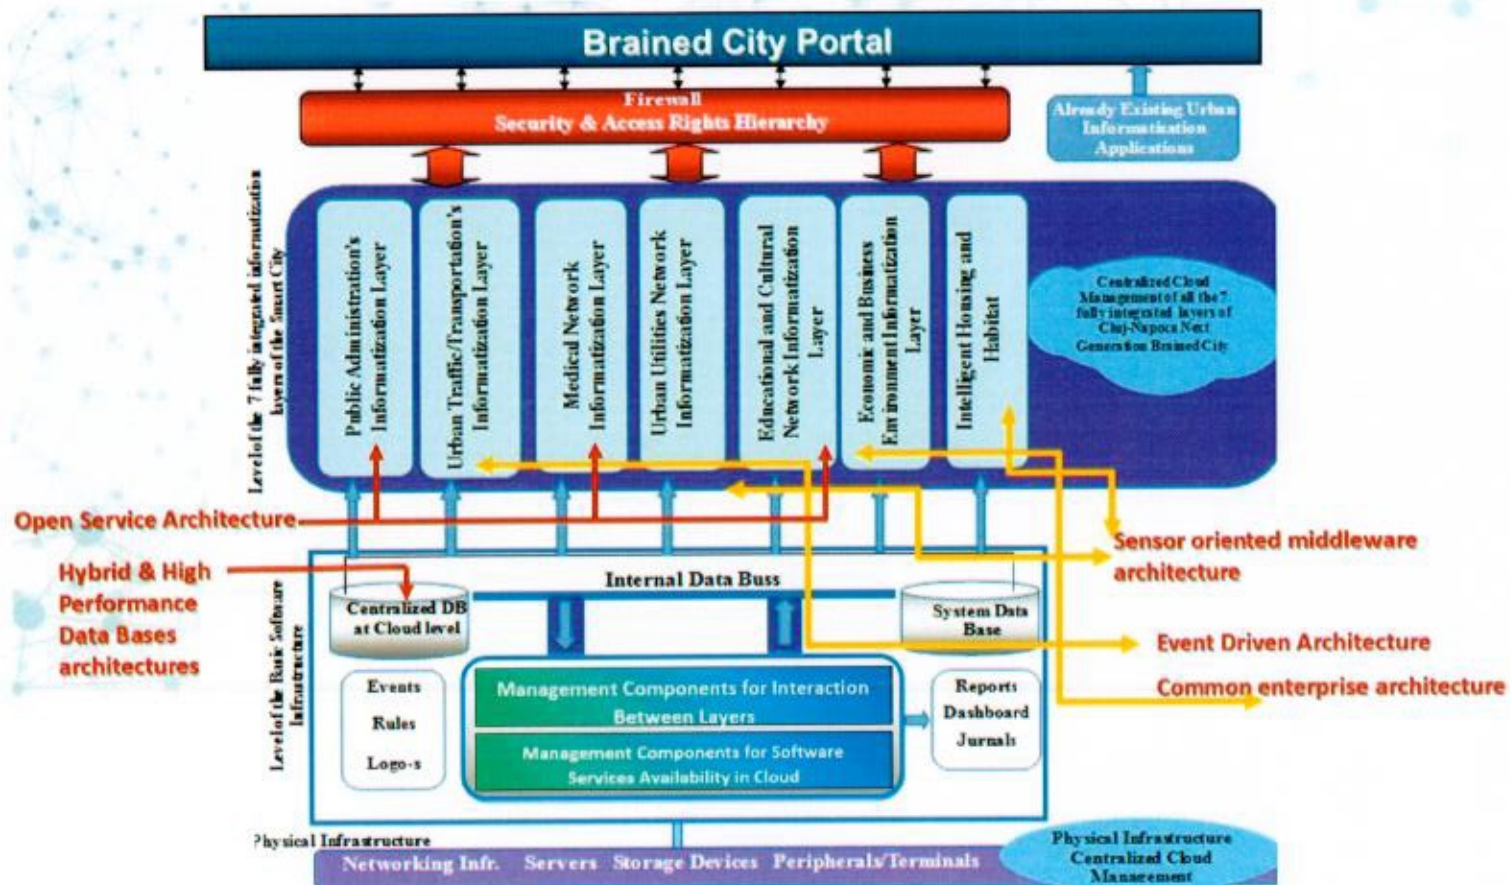 Brained City Portal
Firewall
Security & Access Rights Hierarchy
Already Existing Urban
Informatization
Applications
Level of the 7 fully integrated informatization
layers of the Smart City
Public Administration's
Informatization Layer
Urban Traffic/Transportation's
Informatization Layer
Medical Network
Informatization Layer
Urban Utilities Network
Informatization Layer
Educational and Cultural
Network Informatization
Layer
Economic and Business
Environment Informatization
Layer
Intelligent Housing and
Habitat
Centralized Cloud
Management of all the 7
fully integrated layers of
Cluj-Napoca Next
Generation Brained City
Open Service Architecture
Hybrid & High
Performance
Data Bases
architectures
Sensor oriented middleware
architecture
Event Driven Architecture
Common enterprise architecture
Level of the Basic Software
Infrastructure
Internal Data Buss
Centralized DB
at Cloud level
System Data
Base
Events
Rules
Logo-s
Management Components for Interaction
Between Layers
Management Components for Software
Services Availability in Cloud
Reports
Dashboard
Jurnals
Physical Infrastructure
Networking Infr. Servers Storage Devices Peripherals/Terminals
Physical Infrastructure
Centralized Cloud
Management